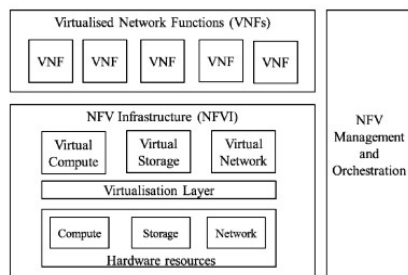 Virtualised Network Functions (VNFs)
VNF VNF VNF VNF VNF
NFV Infrastructure (NFVI)
Virtual Compute
Virtual Storage
Virtual Network
Virtualisation Layer
Compute Storage Network
Hardware resources
NFV
Management
and
Orchestration